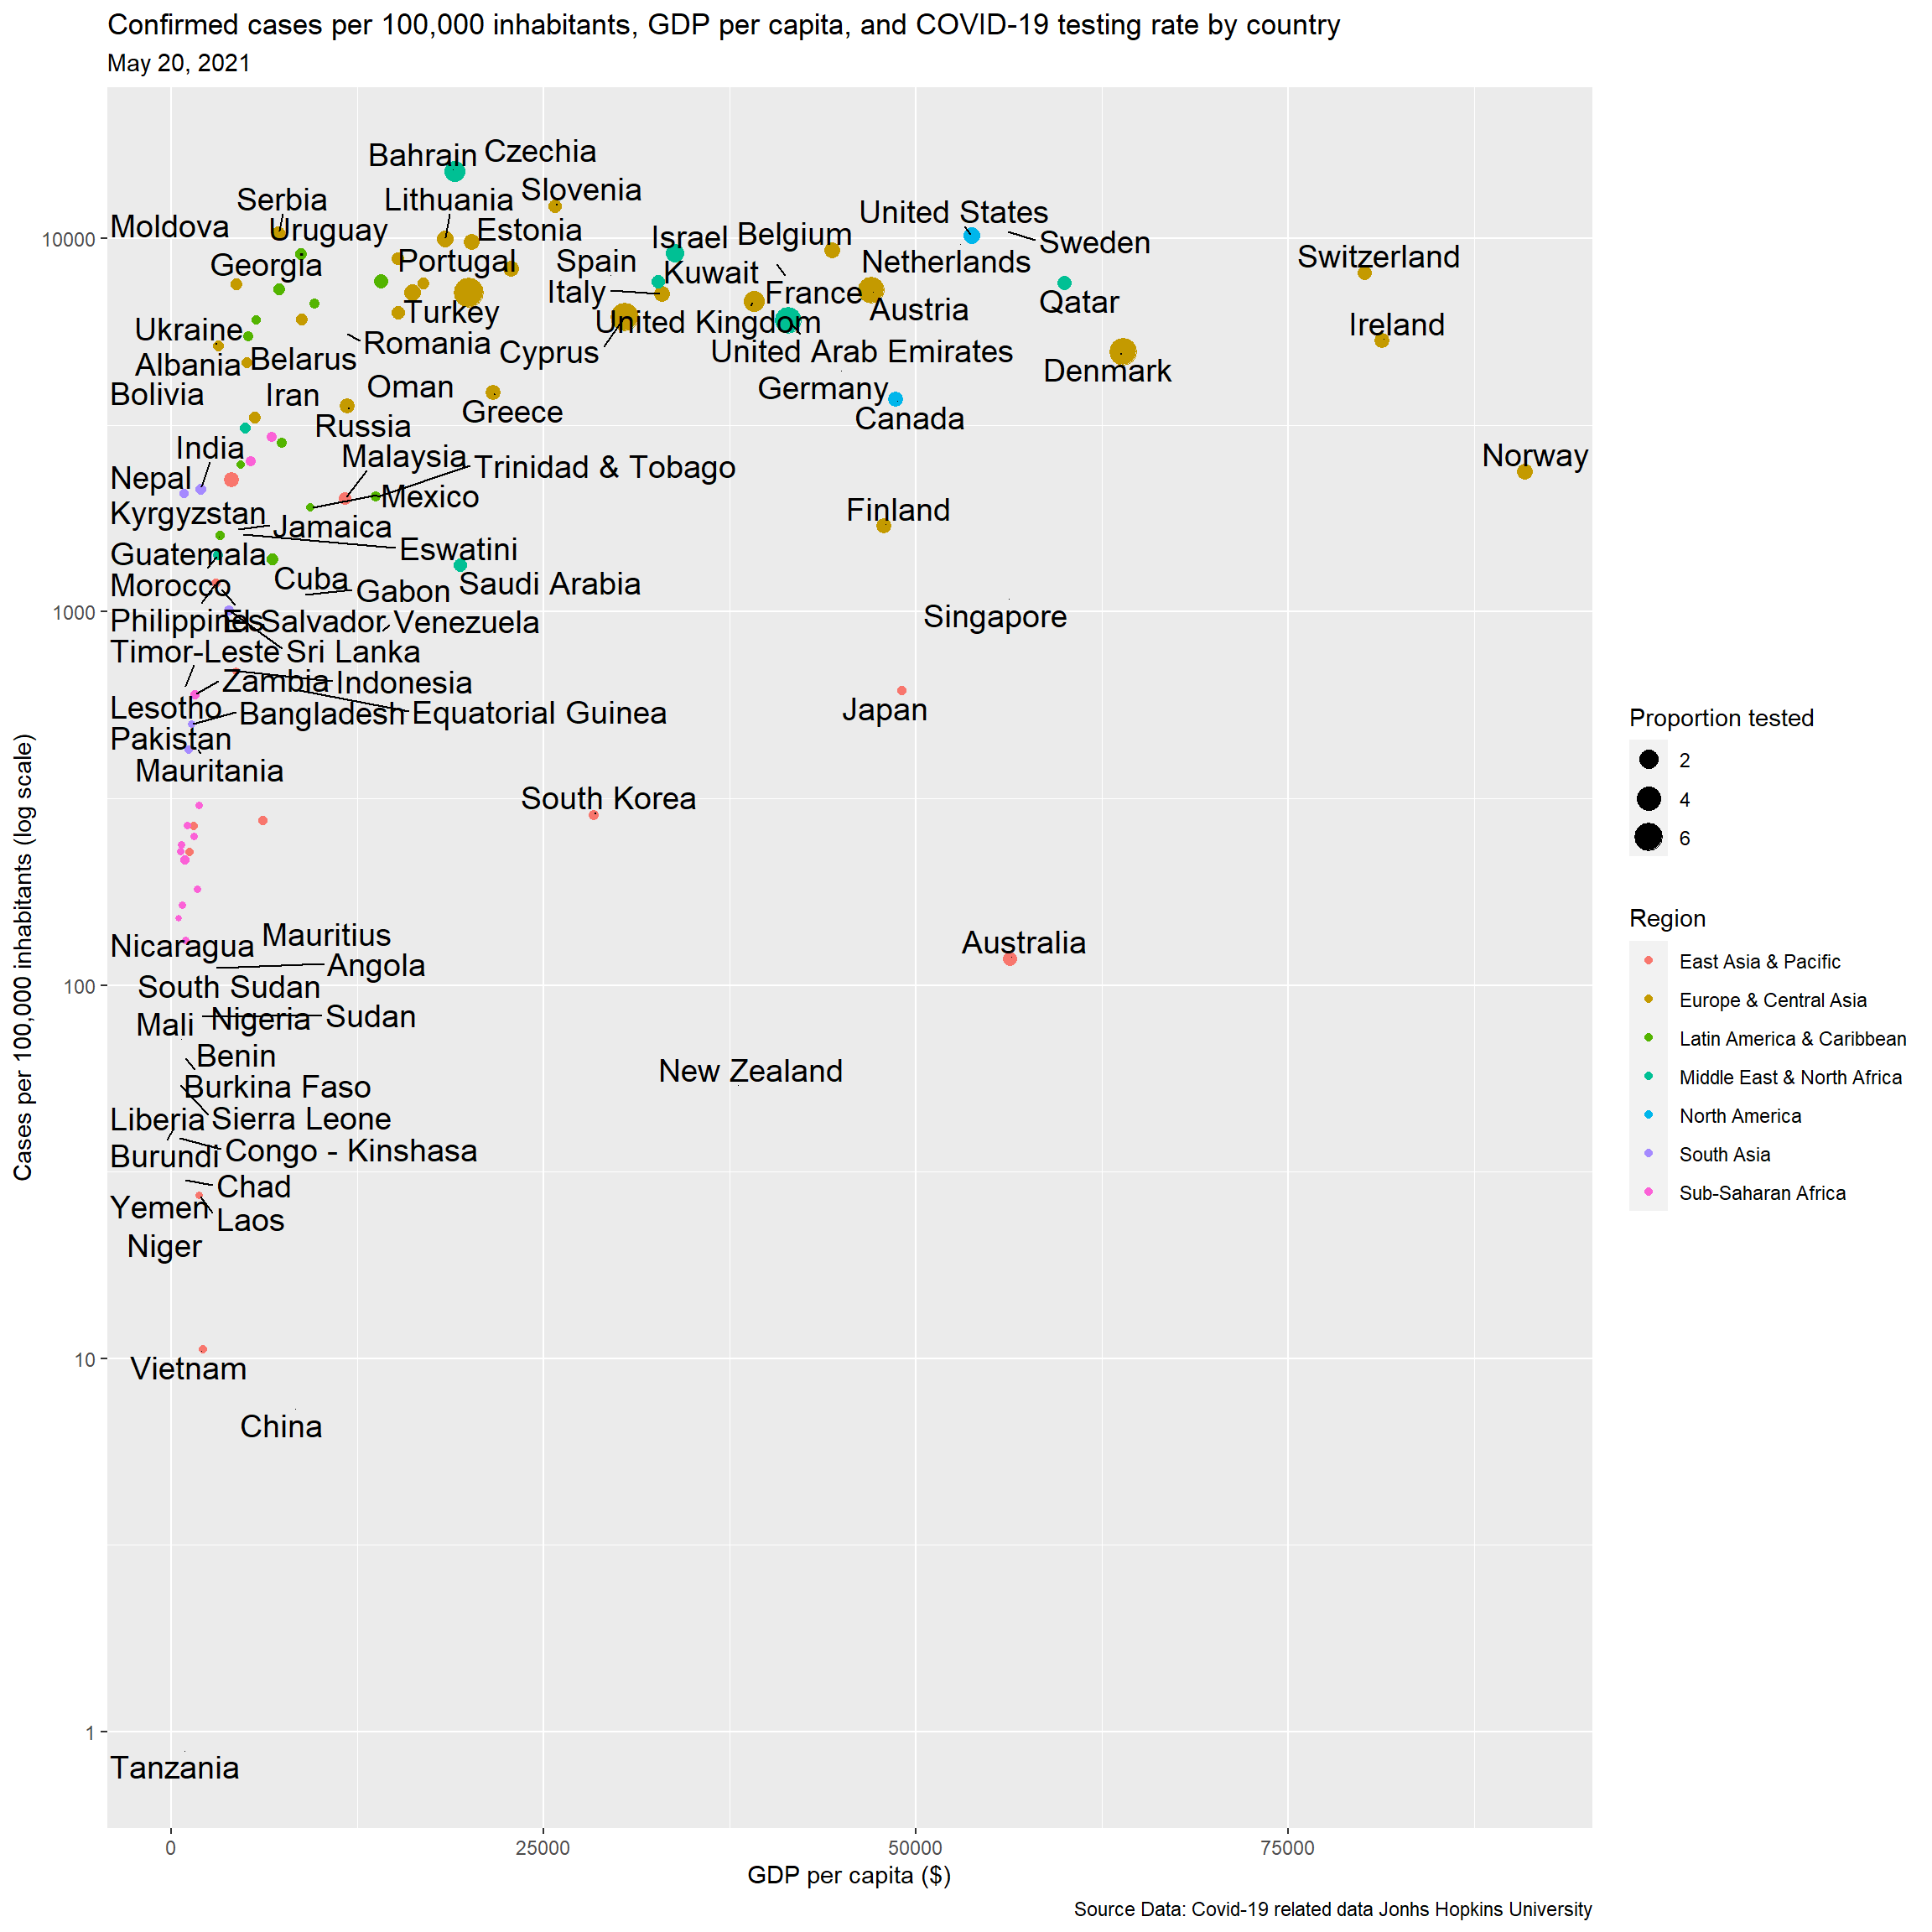 Confirmed cases per 100,000 inhabitants, GDP per capita, and COVID-19 testing rate by country
May 20, 2021
Bahrain
Czechia
Serbia
Lithuania
Slovenia
Moldova
Uruguay
Estonia
Israel
Belgium
United States
Sweden
Switzerland
Georgia
Portugal
Spain
Kuwait
Netherlands
Italy
France
Austria
Qatar
Turkey
United Kingdom
Ireland
Ukraine
Romania
Cyprus
United Arab Emirates
Albania
Belarus
Denmark
Bolivia
Iran
Oman
Greece
Germany
Canada
Russia
India
Malaysia
Trinidad & Tobago
Norway
Nepal
Mexico
Kyrgyzstan
Jamaica
Finland
Guatemala
Eswatini
Morocco
Cuba
Gabon
Saudi Arabia
Philippines
El Salvador
Venezuela
Singapore
Timor-Leste
Sri Lanka
Zambia
Indonesia
Lesotho
Bangladesh
Equatorial Guinea
Japan
Pakistan
Mauritania
South Korea
Nicaragua
Mauritius
Australia
Angola
South Sudan
Mali
Nigeria
Sudan
Benin
New Zealand
Burkina Faso
Liberia
Sierra Leone
Burundi
Congo - Kinshasa
Chad
Yemen
Laos
Niger
Vietnam
China
Tanzania
10000
1000
100
10
1
Cases per 100,000 inhabitants (log scale)
0
25000
50000
75000
GDP per capita ($)
Proportion tested
2
4
6
Region
East Asia & Pacific
Europe & Central Asia
Latin America & Caribbean
Middle East & North Africa
North America
South Asia
Sub-Saharan Africa
Source Data: Covid-19 related data Jonhs Hopkins University